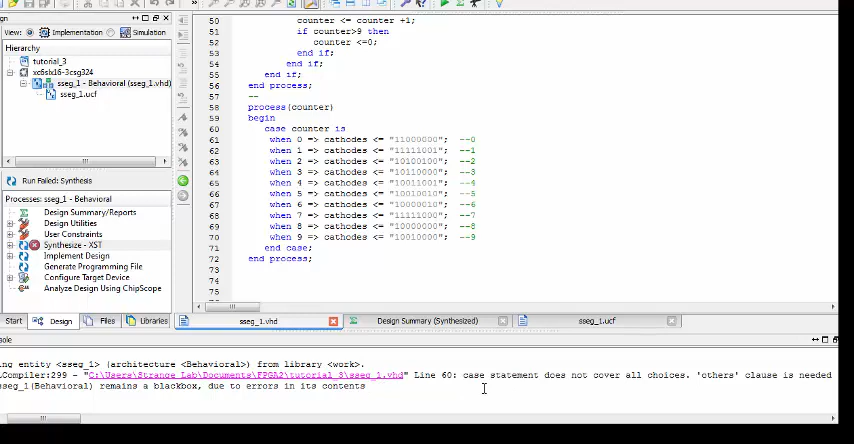 Design
View: Implementation Simulation
Hierarchy
tutorial_3
xc6slx16-3csg324
sseg_1 - Behavioral (sseg_1.vhd)
sseg_1.ucf
Run Failed: Synthesis
Processes: sseg_1 - Behavioral
Design Summary/Reports
Design Utilities
User Constraints
Synthesize - XST
Implement Design
Generate Programming File
Configure Target Device
Analyze Design Using ChipScope
Start Design Files Libraries
50 counter <= counter +1;
51 if counter>9 then
52 counter <=0;
53 end if;
54 end if;
55 end if;
56 end process;
57 --
58 process(counter)
59 begin
60 case counter is
61 when 0 => cathodes <= "11000000"; --0
62 when 1 => cathodes <= "11111001"; --1
63 when 2 => cathodes <= "10100100"; --2
64 when 3 => cathodes <= "10110000"; --3
65 when 4 => cathodes <= "10011001"; --4
66 when 5 => cathodes <= "10010010"; --5
67 when 6 => cathodes <= "10000010"; --6
68 when 7 => cathodes <= "11111000"; --7
69 when 8 => cathodes <= "10000000"; --8
70 when 9 => cathodes <= "10010000"; --9
71 end case;
72 end process;
73
74
75
sseg_1.vhd Design Summary (Synthesized) sseg_1.ucf
sole
ing entity <sseg_1> (architecture <Behavioral>) from library <work>.
LCompiler:299 - "C:\Users\Strange_Lab\Documents\FPGA2\tutorial_3\sseg_1.vhd" Line 60: case statement does not cover all choices. 'others' clause is needed
sseg_1(Behavioral) remains a blackbox, due to errors in its contents